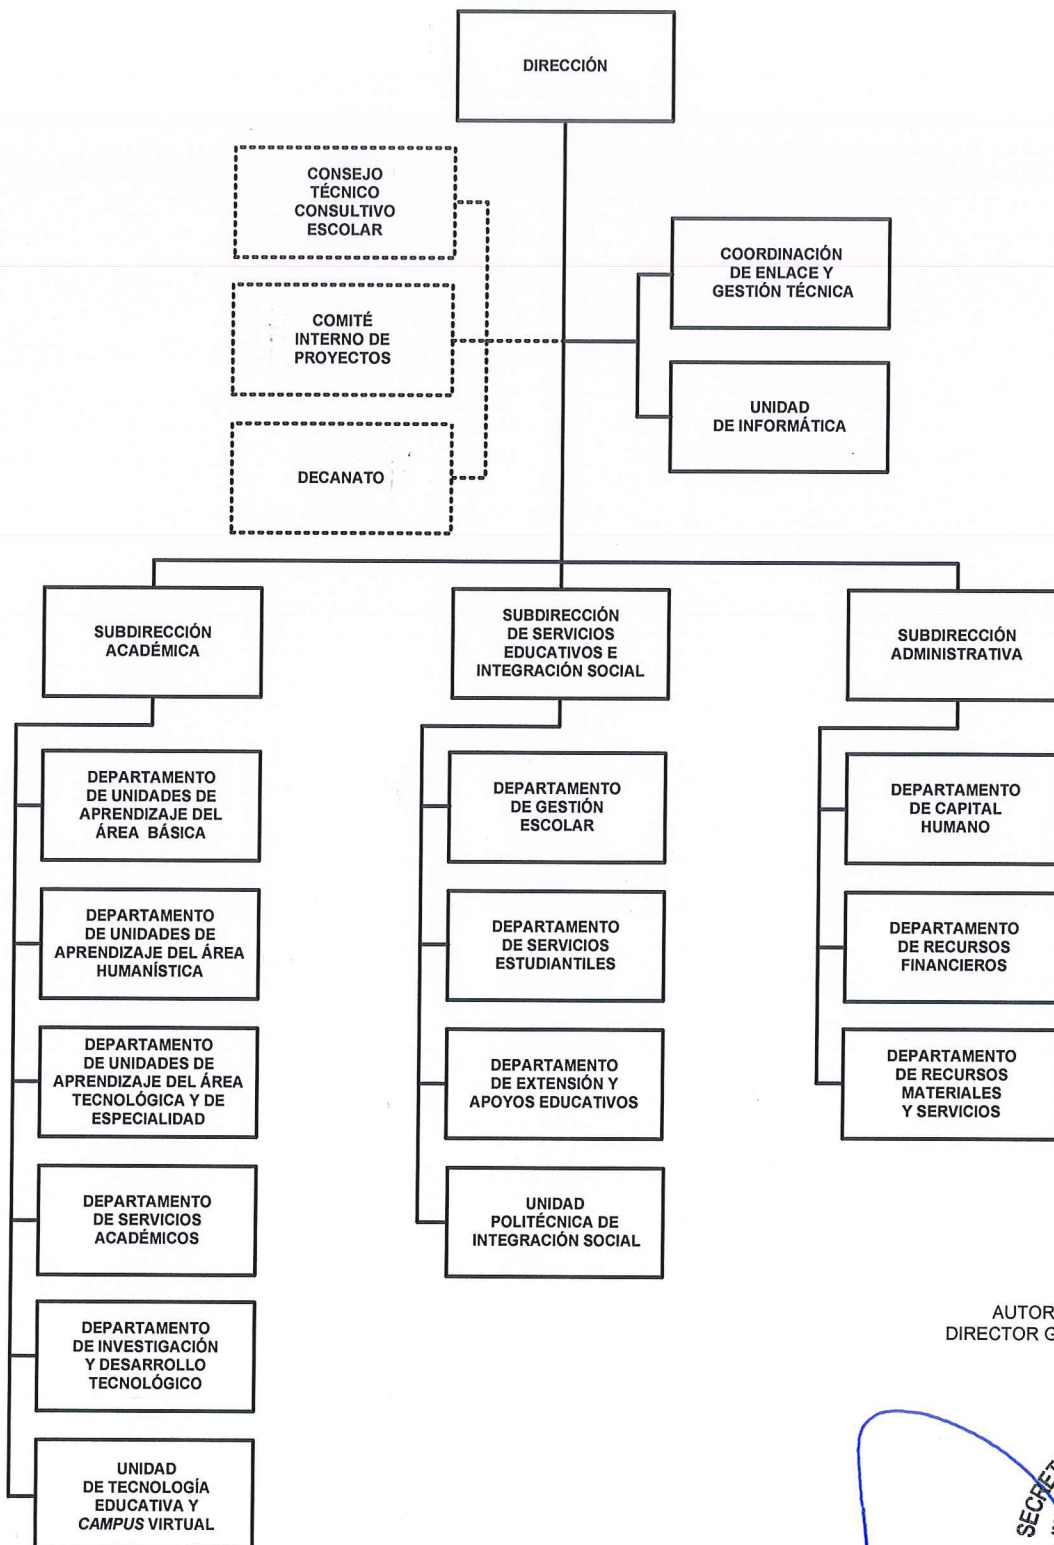 DIRECCIÓN
CONSEJO
TÉCNICO
CONSULTIVO
ESCOLAR
COORDINACIÓN
DE ENLACE Y
GESTIÓN TÉCNICA
COMITÉ
INTERNO DE
PROYECTOS
UNIDAD
DE INFORMÁTICA
DECANATO
SUBDIRECCIÓN
ACADÉMICA
DEPARTAMENTO
DE UNIDADES DE
APRENDIZAJE DEL
ÁREA BÁSICA
DEPARTAMENTO
DE UNIDADES DE
APRENDIZAJE DEL ÁREA
HUMANÍSTICA
DEPARTAMENTO
DE UNIDADES DE
APRENDIZAJE DEL ÁREA
TECNOLÓGICA Y DE
ESPECIALIDAD
DEPARTAMENTO
DE SERVICIOS
ACADÉMICOS
DEPARTAMENTO
DE INVESTIGACIÓN
Y DESARROLLO
TECNOLÓGICO
UNIDAD
DE TECNOLOGÍA
EDUCATIVA Y
CAMPUS VIRTUAL
SUBDIRECCIÓN
DE SERVICIOS
EDUCATIVOS E
INTEGRACIÓN SOCIAL
DEPARTAMENTO
DE GESTIÓN
ESCOLAR
DEPARTAMENTO
DE SERVICIOS
ESTUDIANTILES
DEPARTAMENTO
DE EXTENSIÓN Y
APOYOS EDUCATIVOS
UNIDAD
POLITÉCNICA DE
INTEGRACIÓN SOCIAL
SUBDIRECCIÓN
ADMINISTRATIVA
DEPARTAMENTO
DE CAPITAL
HUMANO
DEPARTAMENTO
DE RECURSOS
FINANCIEROS
DEPARTAMENTO
DE RECURSOS
MATERIALES
Y SERVICIOS
AUTOR
DIRECTOR G
SECRET